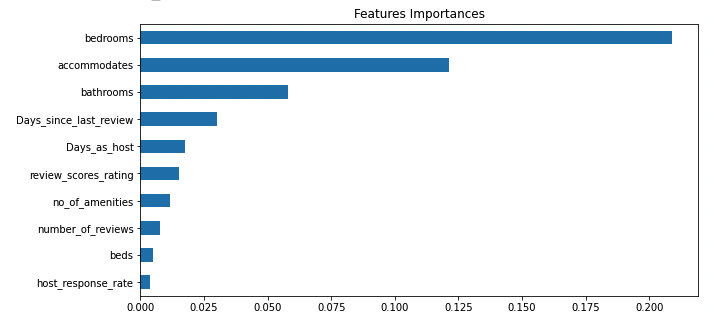 Features Importances
bedrooms
accommodates
bathrooms
Days_since_last_review
Days_as_host
review_scores_rating
no_of_amenities
number_of_reviews
beds
host_response_rate
0.000 0.025 0.050 0.075 0.100 0.125 0.150 0.175 0.200